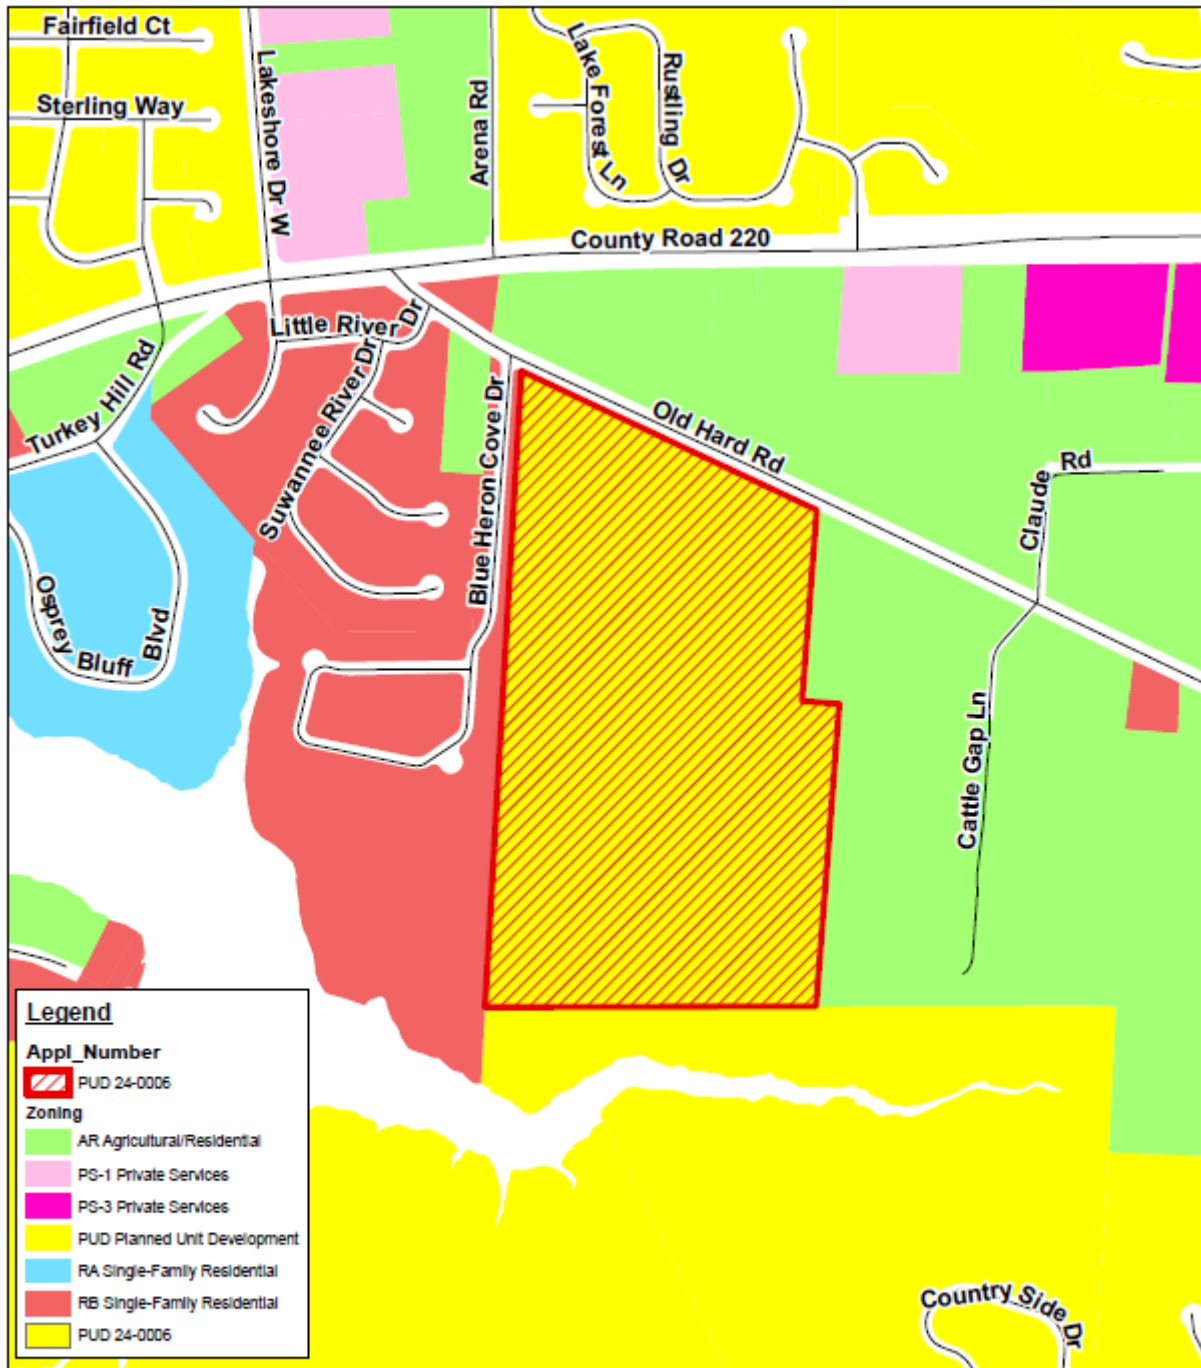 Fairfield Ct
Sterling Way
Lakeshore Dr W
Arena Rd
Lake Forest Ln
Rustling Dr
County Road 220
Little River Dr
Turkey Hill Rd
Suwannee River Dr
Blue Heron Cove Dr
Old Hard Rd
Claude Rd
Osprey Bluff Blvd
Cattle Gap Ln
Country Side Dr
Legend
Appl_Number
PUD 24-0006
Zoning
AR Agricultural/Residential
PS-1 Private Services
PS-3 Private Services
PUD Planned Unit Development
RA Single-Family Residential
RB Single-Family Residential
PUD 24-0006